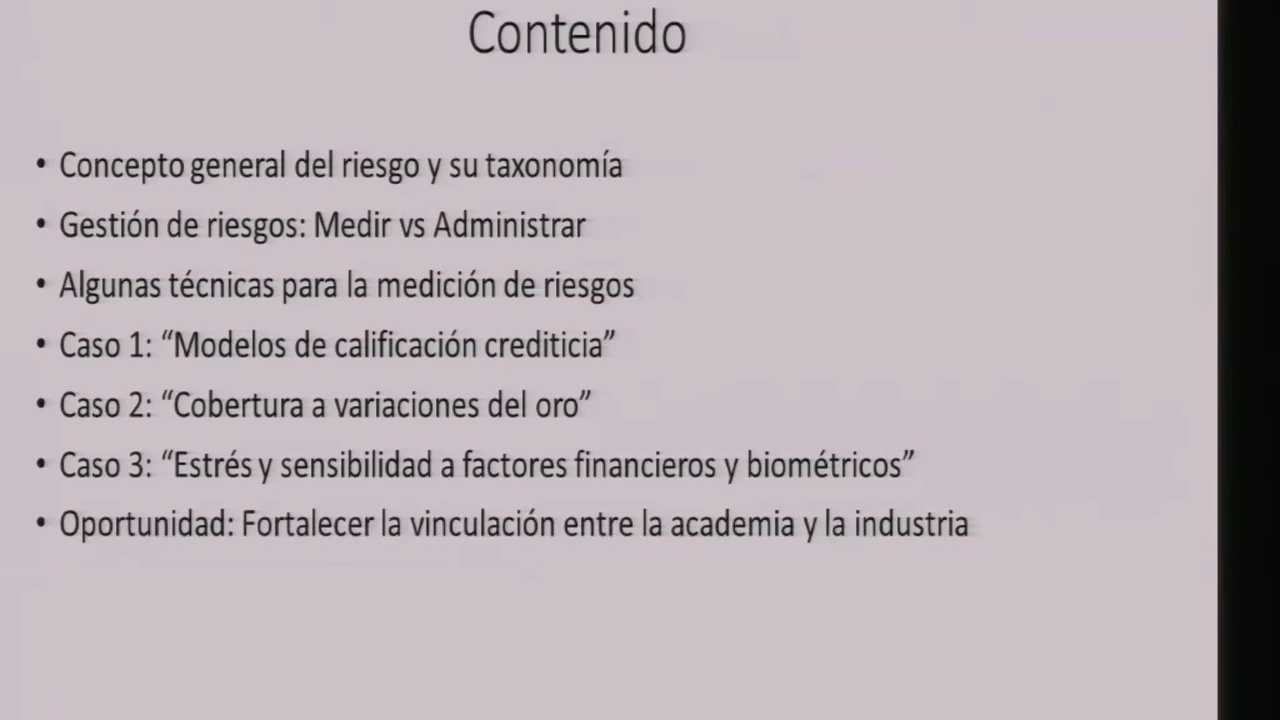 Contenido
• Concepto general del riesgo y su taxonomía
• Gestión de riesgos: Medir vs Administrar
• Algunas técnicas para la medición de riesgos
• Caso 1: “Modelos de calificación crediticia”
• Caso 2: “Cobertura a variaciones del oro”
• Caso 3: “Estrés y sensibilidad a factores financieros y biométricos”
• Oportunidad: Fortalecer la vinculación entre la academia y la industria